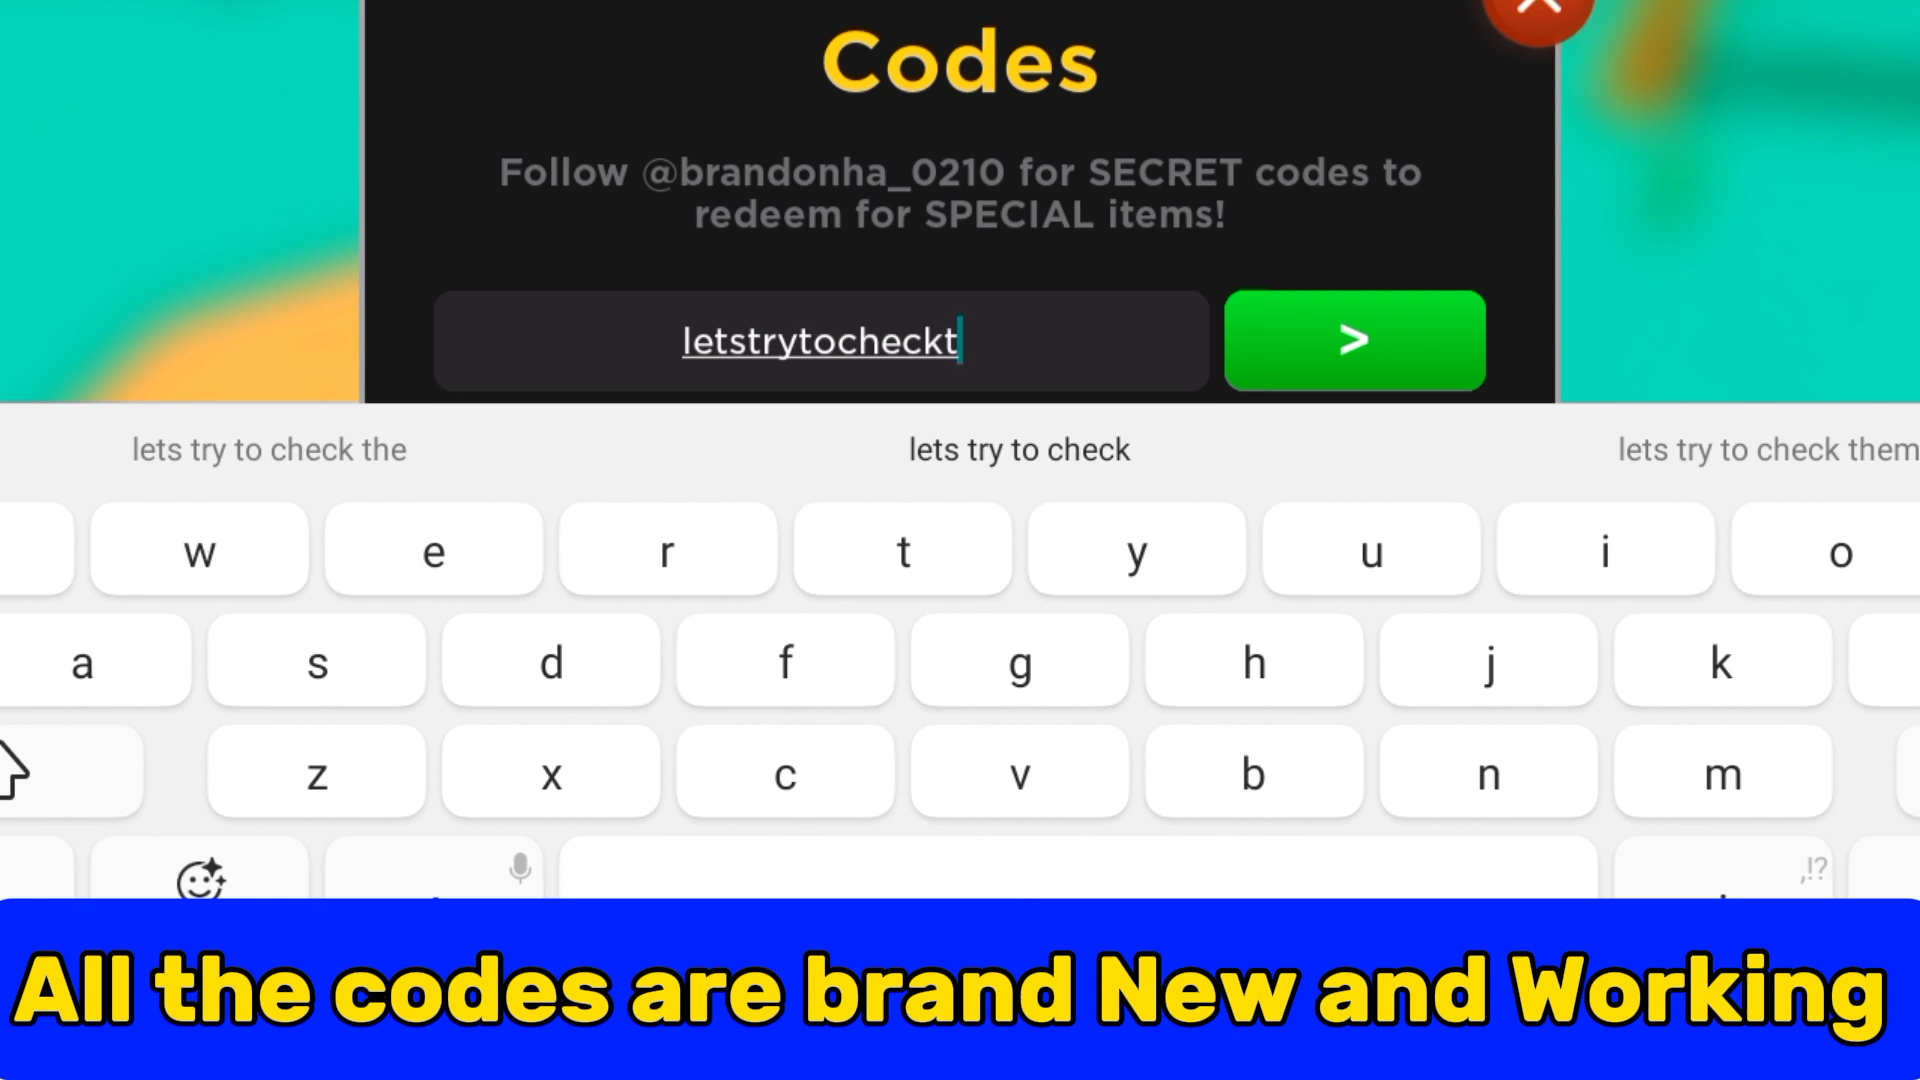 Codes
Follow @brandonha_0210 for SECRET codes to
redeem for SPECIAL items!
letstrytocheckt >
lets try to check the lets try to check lets try to check them
w e r t y u i o
a s d f g h j k
z x c v b n m
,!?
All the codes are brand New and Working